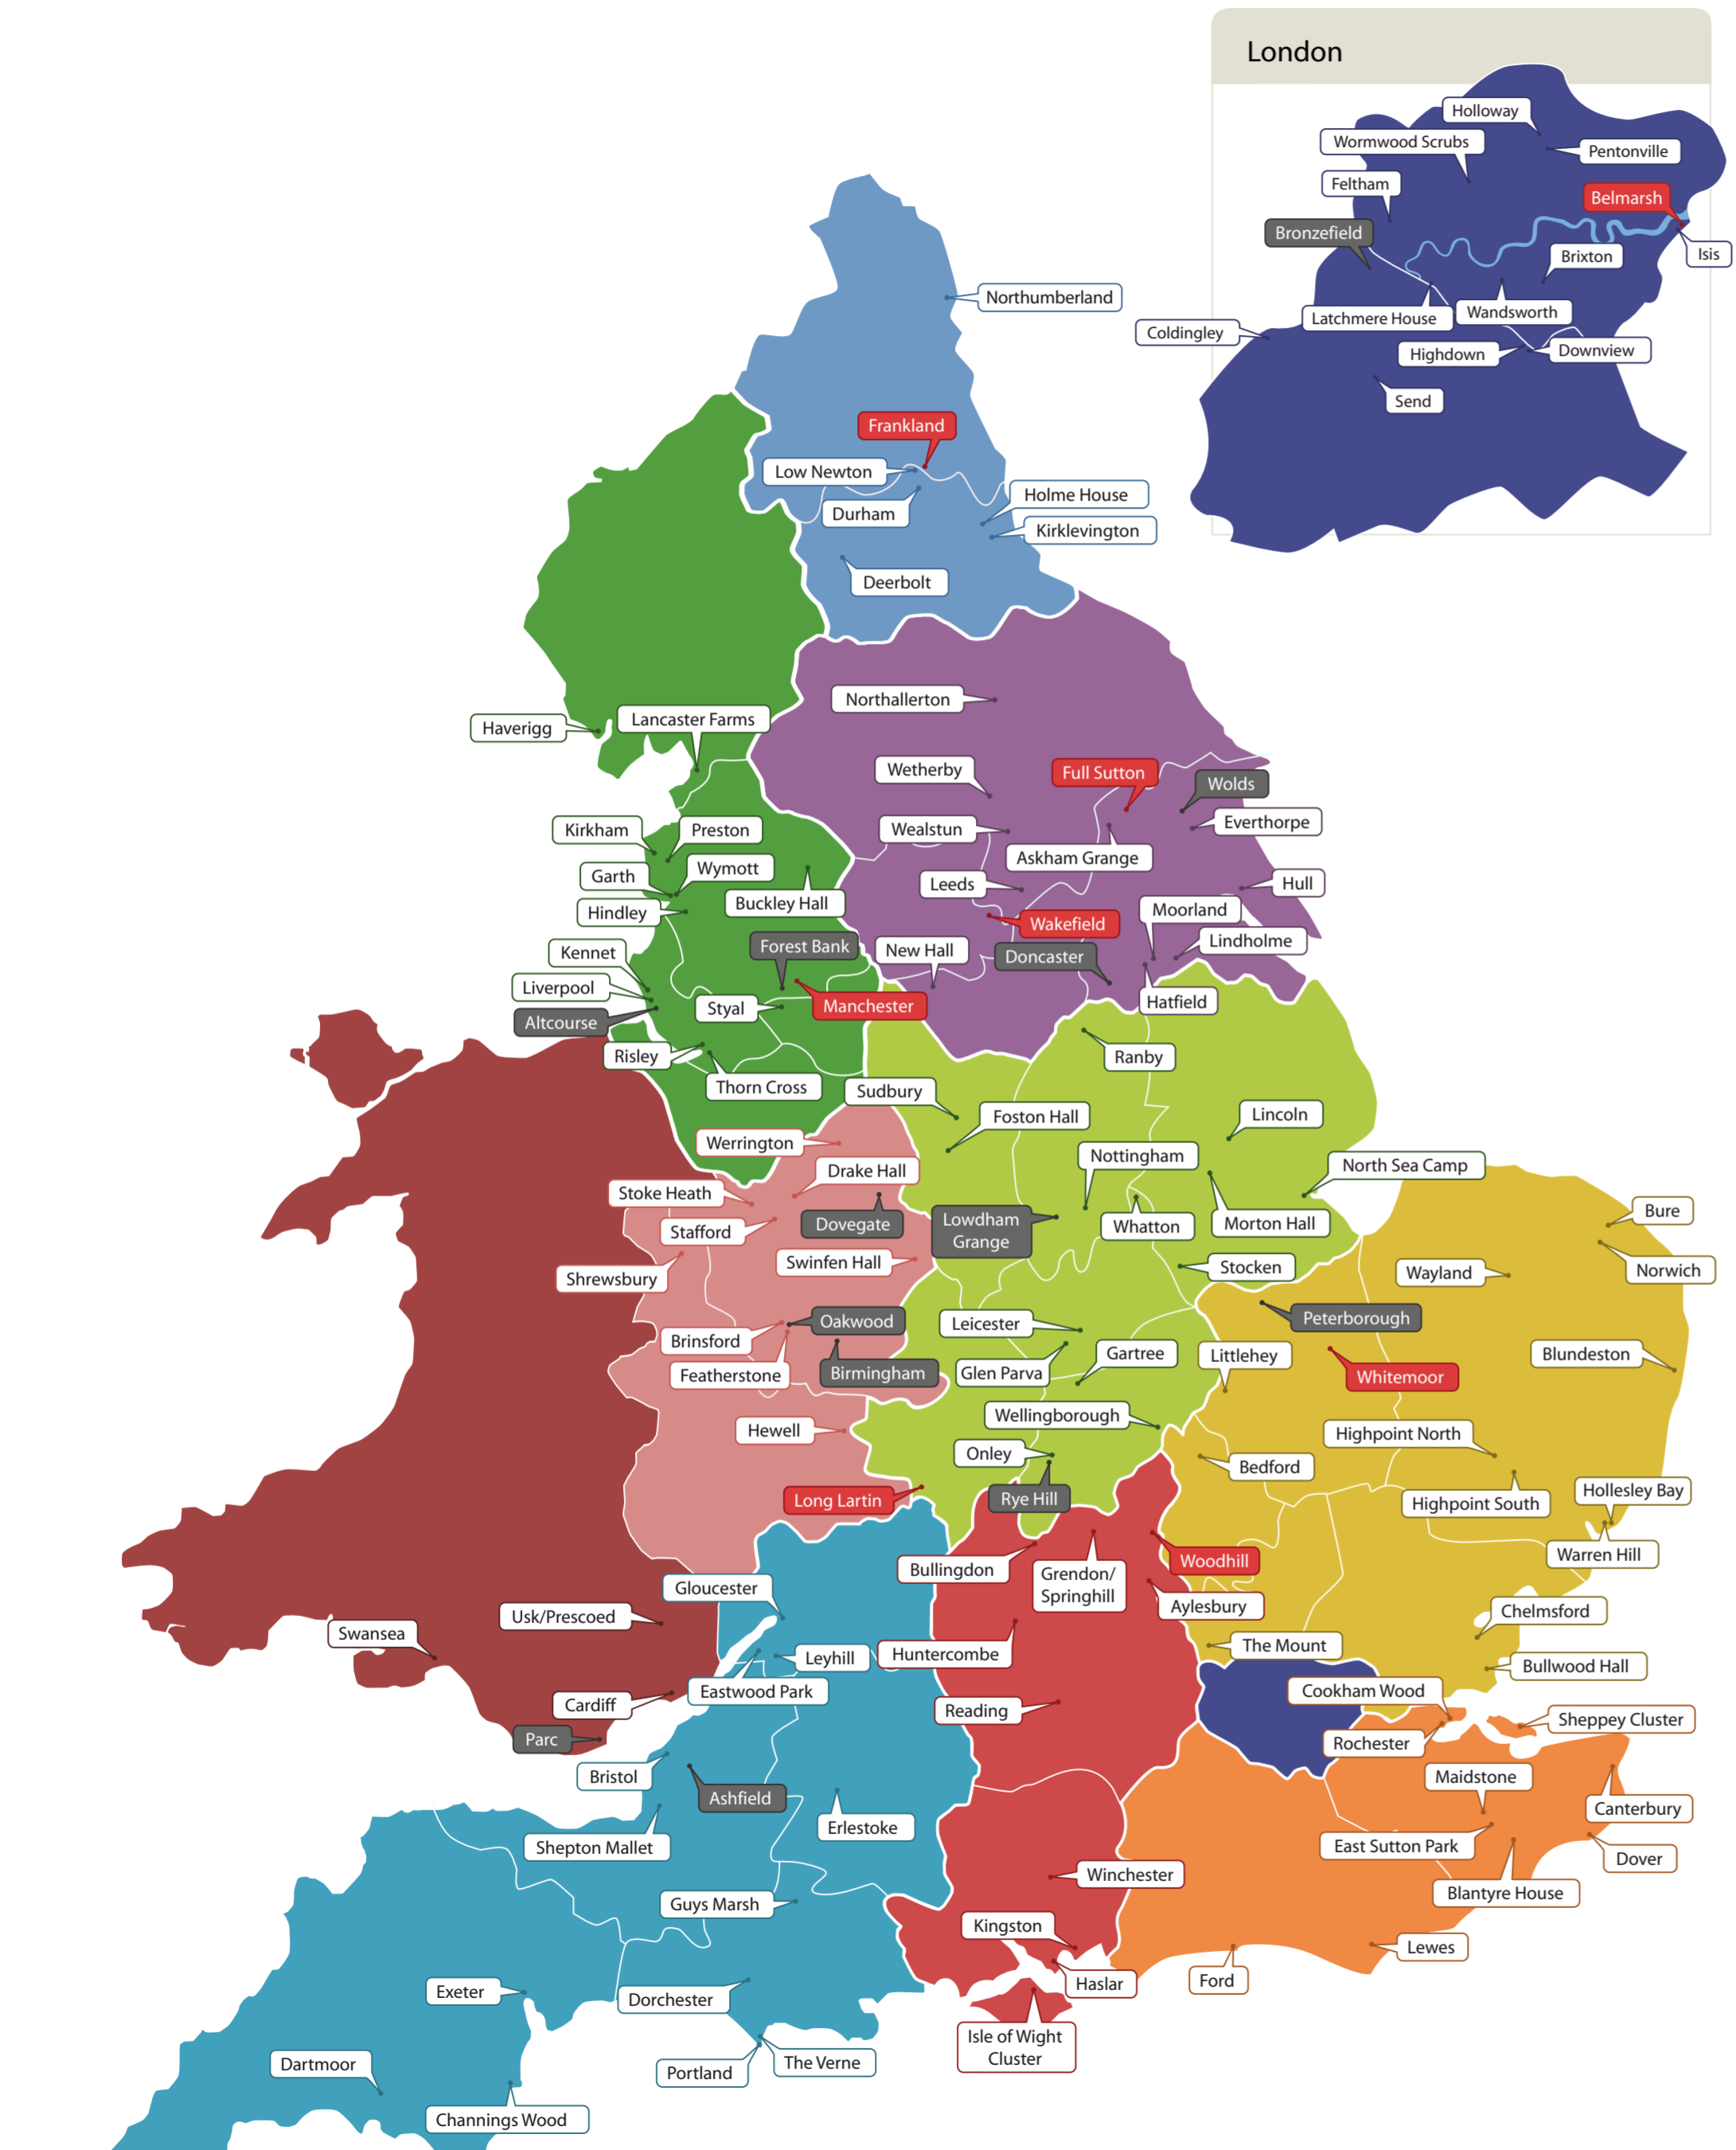 London
Holloway
Wormwood Scrubs
Pentonville
Feltham
Belmarsh
Bronzefield
Isis
Brixton
Latchmere House
Wandsworth
Coldingley
Highdown
Downview
Send
Northumberland
Frankland
Low Newton
Holme House
Durham
Kirklevington
Deerbolt
Northallerton
Haverigg
Lancaster Farms
Wetherby
Full Sutton
Wolds
Everthorpe
Kirkham
Preston
Wealstun
Askham Grange
Wymott
Garth
Leeds
Hull
Buckley Hall
Hindley
Moorland
Wakefield
Lindholme
Forest Bank
New Hall
Doncaster
Kennet
Liverpool
Styal
Manchester
Hatfield
Altcourse
Risley
Ranby
Thorn Cross
Sudbury
Foston Hall
Lincoln
Werrington
Nottingham
North Sea Camp
Drake Hall
Stoke Heath
Dovegate
Lowdham
Grange
Whatton
Morton Hall
Bure
Stafford
Swinfen Hall
Stocken
Wayland
Norwich
Shrewsbury
Oakwood
Leicester
Peterborough
Brinsford
Gartree
Littlehey
Blundeston
Featherstone
Birmingham
Glen Parva
Whitemoor
Wellingborough
Hewell
Highpoint North
Onley
Bedford
Long Lartin
Rye Hill
Highpoint South
Hollesley Bay
Warren Hill
Bullingdon
Grendon/
Springhill
Woodhill
Gloucester
Aylesbury
Usk/Prescoed
Chelmsford
Swansea
Leyhill
Huntercombe
The Mount
Bullwood Hall
Eastwood Park
Cookham Wood
Cardiff
Reading
Sheppey Cluster
Parc
Rochester
Bristol
Maidstone
Ashfield
Canterbury
Erlestoke
Shepton Mallet
East Sutton Park
Dover
Winchester
Blantyre House
Guys Marsh
Kingston
Lewes
Exeter
Dorchester
Haslar
Ford
Isle of Wight
Cluster
Dartmoor
Portland
The Verne
Channings Wood